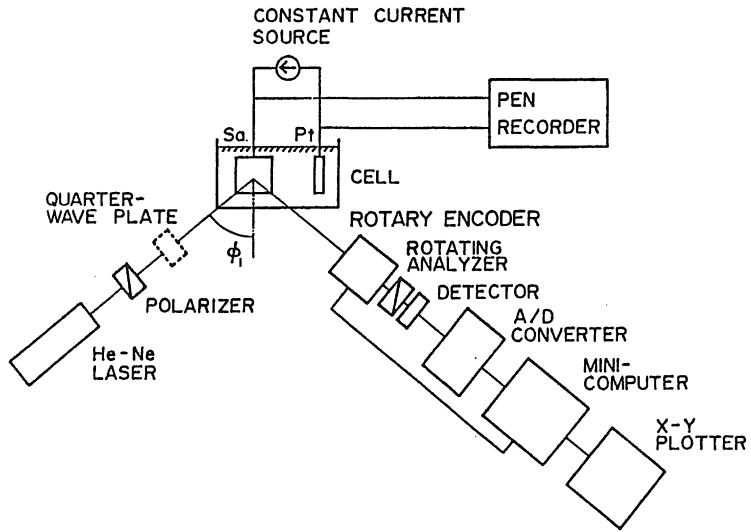 CONSTANT CURRENT
SOURCE
PEN
RECORDER
Sa.
Pt
CELL
QUARTER-
WAVE PLATE
ϕ₁
POLARIZER
He-Ne
LASER
ROTARY ENCODER
ROTATING
ANALYZER
DETECTOR
A/D
CONVERTER
MINI-
COMPUTER
X-Y
PLOTTER